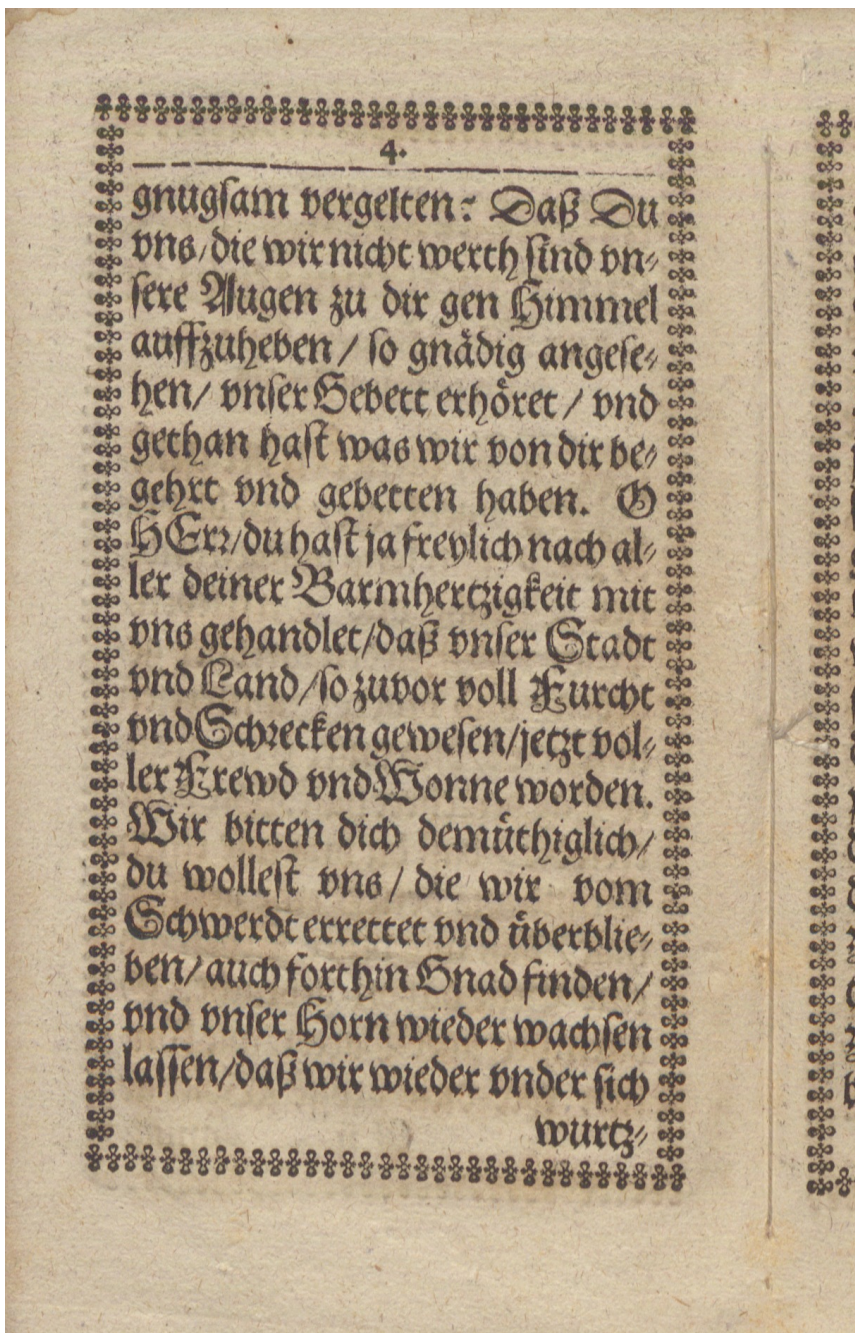 4.
gnugsam vergelten: Daß Du
vns/die wir nicht werth sind vn-
sere Augen zu dir gen Himmel
auffzuheben / so gnädig angese-
hen/ vnser Gebett erhöret / vnd
gethan hast was wir von dir be-
gehrt vnd gebetten haben. O
HErr/du hast ja freylich nach al-
ler deiner Barmhertzigkeit mit
vns gehandlet/daß vnser Stadt
vnd Land/so zuvor voll Furcht
vnd Schrecken gewesen/jetzt vol-
ler Frewd vnd Wonne worden.
Wir bitten dich demüthiglich/
du wollest vns/ die wir vom
Schwerdt errettet vnd überblie-
ben/auch forthin Gnad finden/
vnd vnser Horn wieder wachsen
lassen/daß wir wieder vnder sich
wurtz-